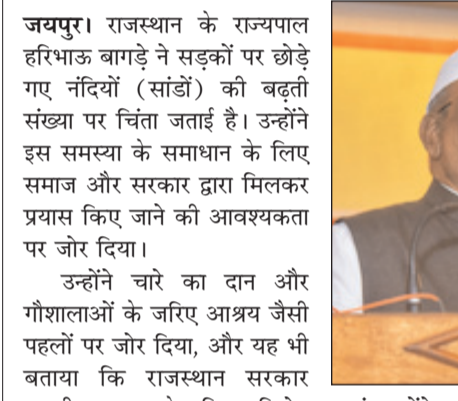 जयपुर। राजस्थान के राज्यपाल
हरिभाऊ बागड़े ने सड़कों पर छोड़े
गए नंदियों (सांडों) की बढ़ती
संख्या पर चिंता जताई है। उन्होंने
इस समस्या के समाधान के लिए
समाज और सरकार द्वारा मिलकर
प्रयास किए जाने की आवश्यकता
पर जोर दिया।
उन्होंने चारे का दान और
गौशालाओं के जरिए आश्रय जैसी
पहलों पर जोर दिया, और यह भी
बताया कि राजस्थान सरकार